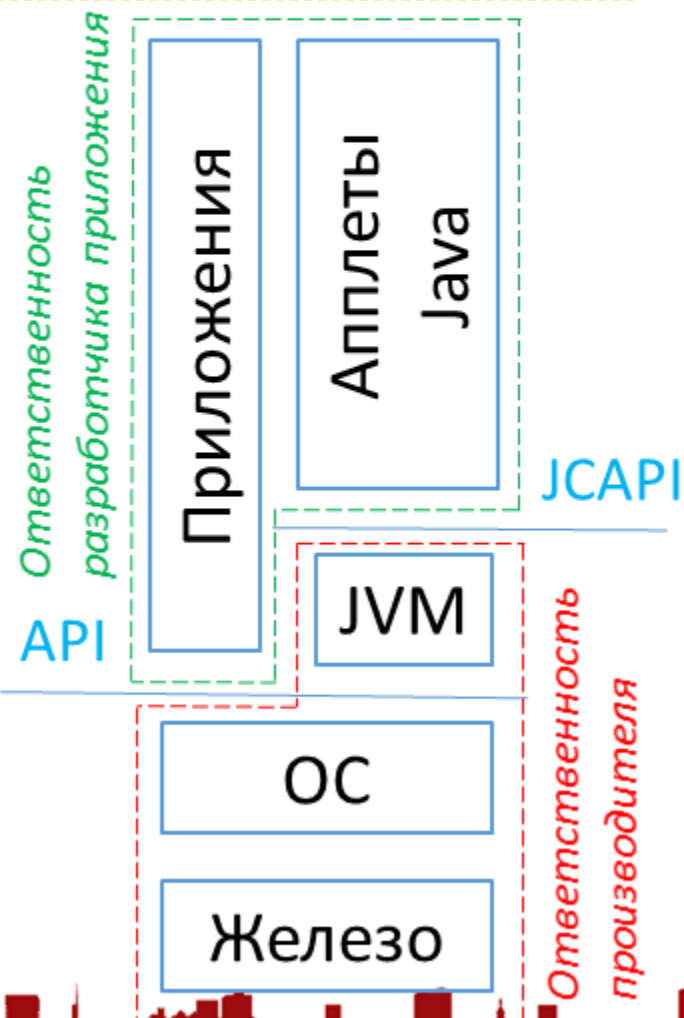 Ответственность
разработчика приложения
Приложения
Апплеты
Java
JCAPI
JVM
API
ОС
Железо
Ответственность
производителя